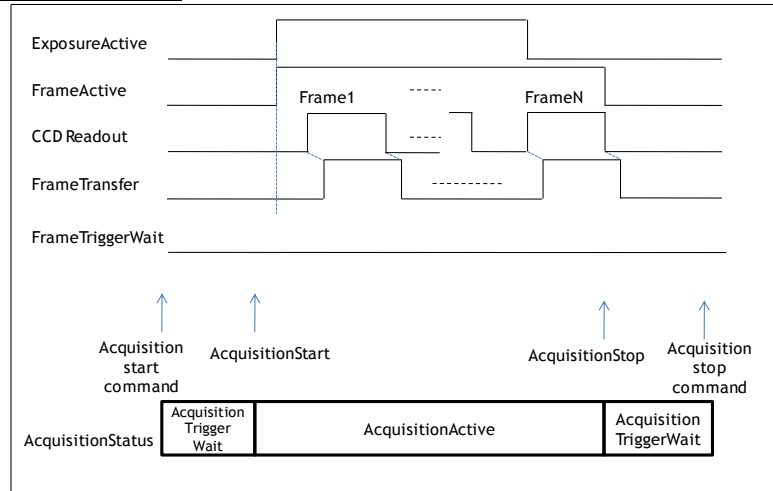 ExposureActive
FrameActive
Frame1
FrameN
CCD Readout
FrameTransfer
FrameTriggerWait
Acquisition
start
command
AcquisitionStart
AcquisitionStop
Acquisition
stop
command
AcquisitionStatus
Acquisition
Trigger
Wait
AcquisitionActive
Acquisition
TriggerWait